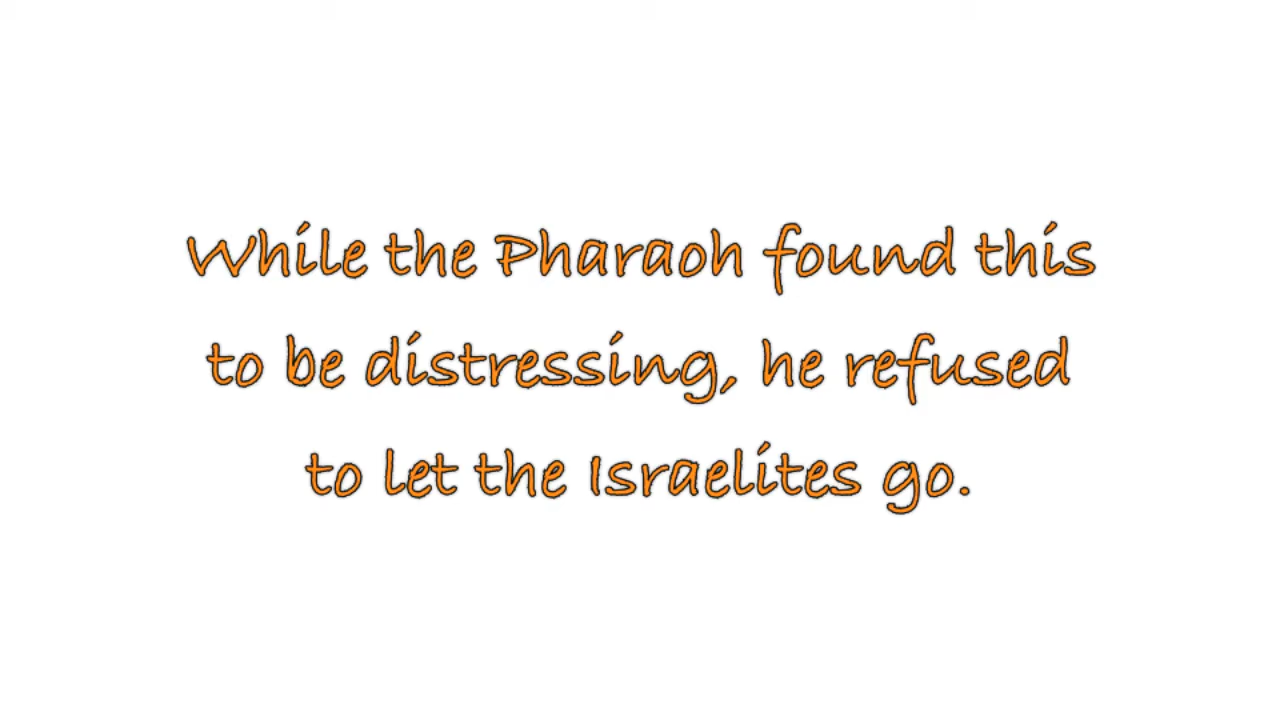 While the Pharaoh found this
to be distressing, he refused
to let the Israelites go.